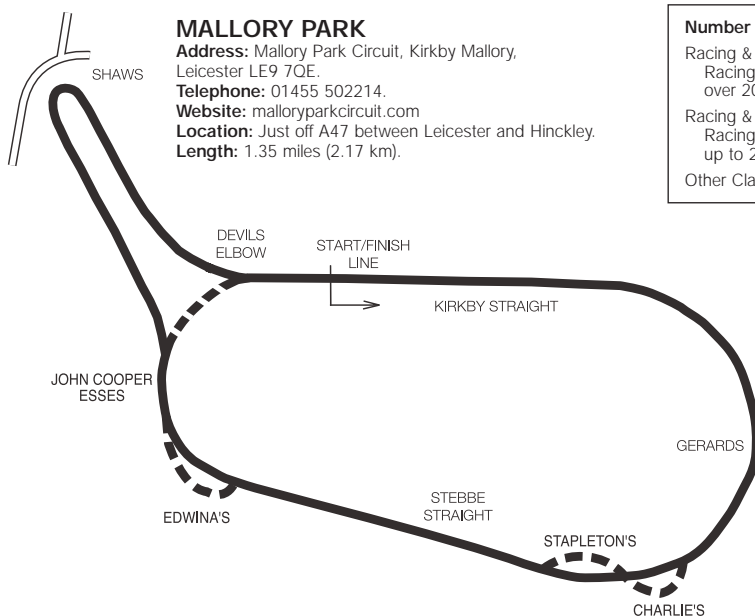 MALLORY PARK
Address: Mallory Park Circuit, Kirkby Mallory,
Leicester LE9 7QE.
Telephone: 01455 502214.
Website: malloryparkcircuit.com
Location: Just off A47 between Leicester and Hinckley.
Length: 1.35 miles (2.17 km).
Number
Racing &
Racing
over 20
Racing &
Racing
up to 2
Other Cla
SHAWS
DEVILS
ELBOW
START/FINISH
LINE
KIRKBY STRAIGHT
JOHN COOPER
ESSES
GERARDS
EDWINA'S
STEBBE
STRAIGHT
STAPLETON'S
CHARLIE'S